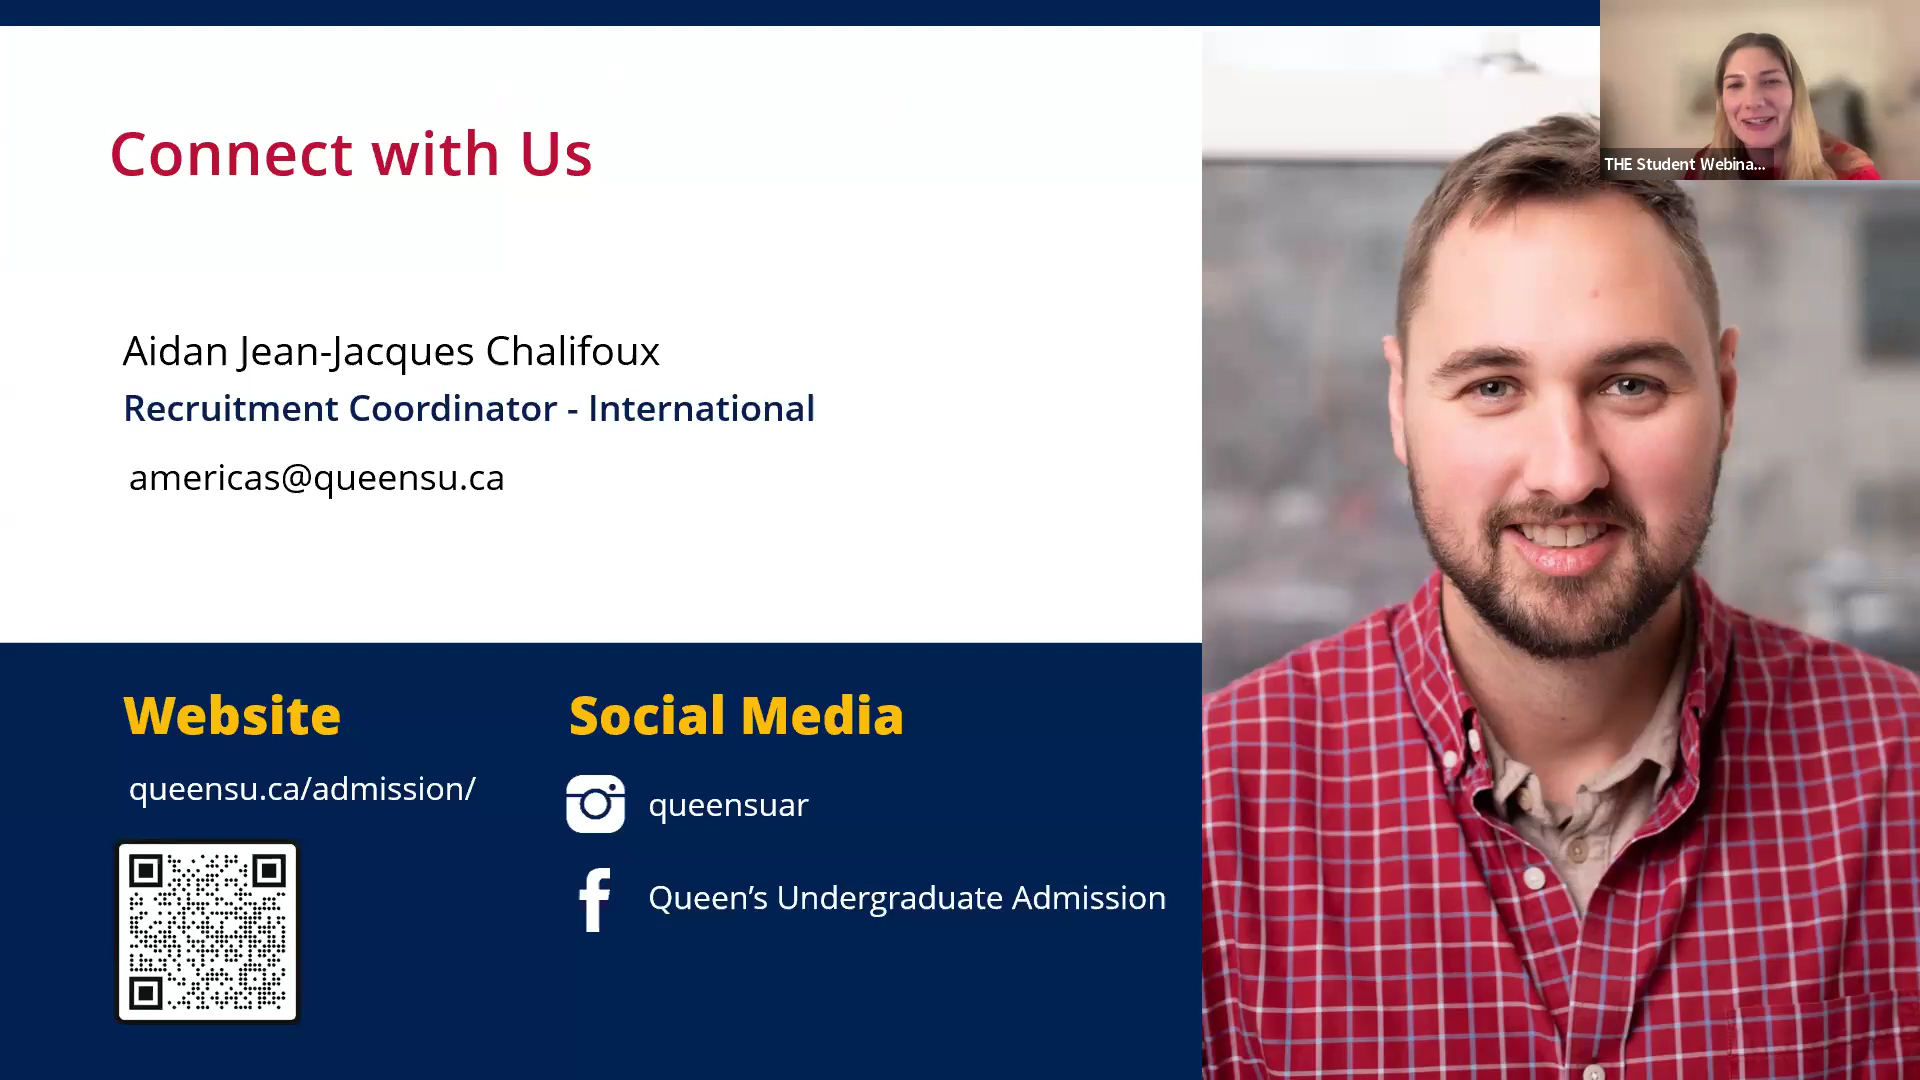 Connect with Us
THE Student Webina...
Aidan Jean-Jacques Chalifoux
Recruitment Coordinator - International
americas@queensu.ca
Website
queensu.ca/admission/
Social Media
queensuar
Queen’s Undergraduate Admission